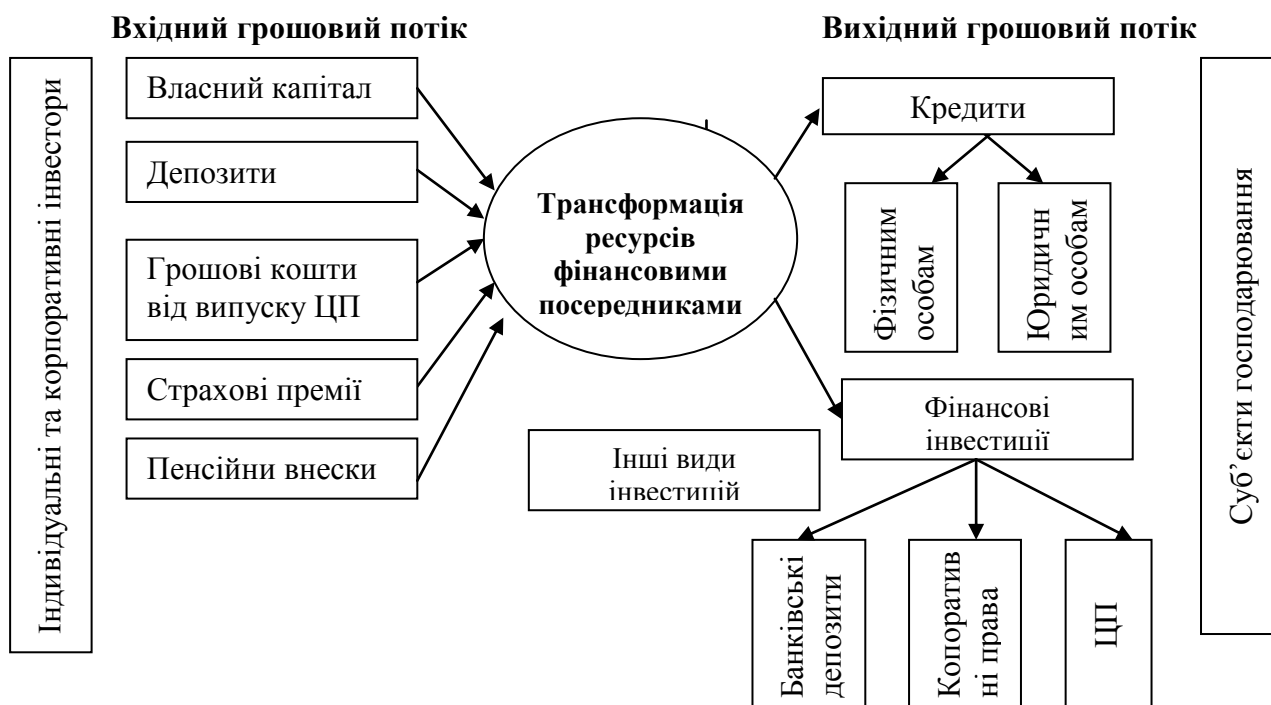 Вхідний грошовий потік
Вихідний грошовий потік
Індивідуальні та корпоративні інвестори
Власний капітал
Депозити
Грошові кошти
від випуску ЦП
Страхові премії
Пенсійни внески
Трансформація
ресурсів
фінансовими
посередниками
Інші види
інвестицій
Кредити
Фізичним
особам
Юридичн
им особам
Фінансові
інвестиції
Банківські
депозити
Копоратив
ні права
ЦП
Суб’єкти господарювання